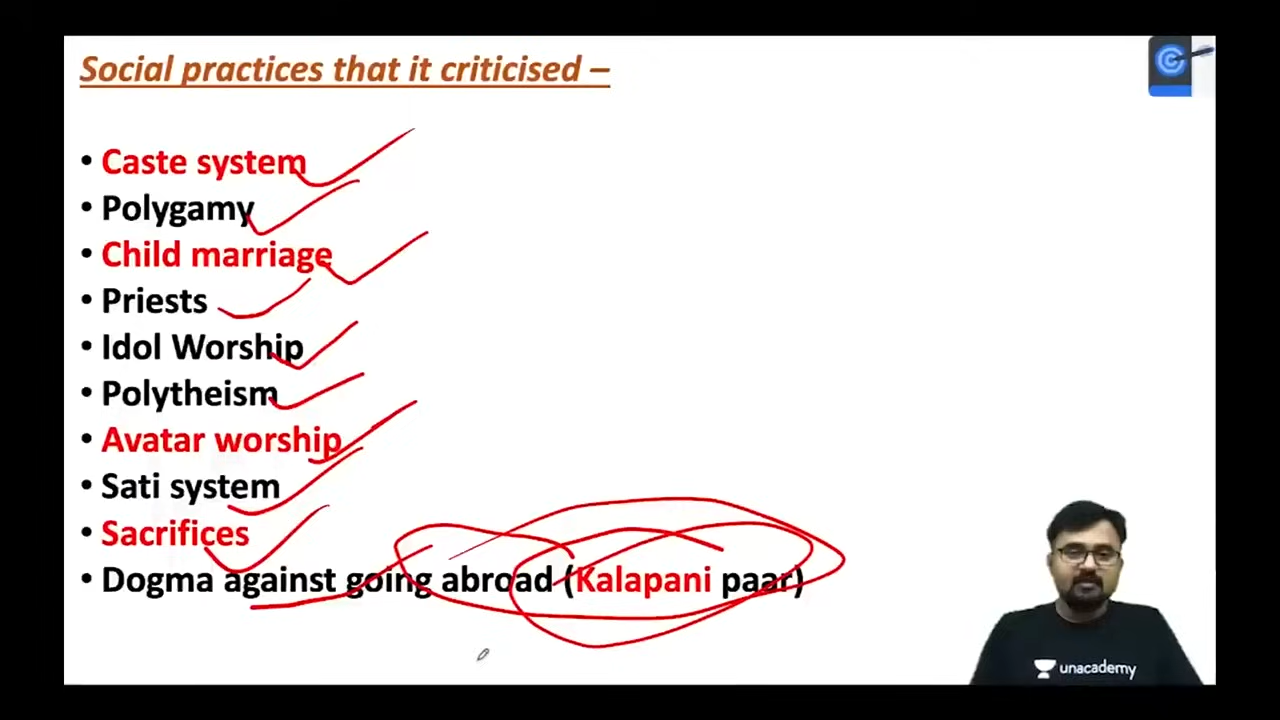 Social practices that it criticised –
• Caste system
• Polygamy
• Child marriage
• Priests
• Idol Worship
• Polytheism
• Avatar worship
• Sati system
• Sacrifices
• Dogma against going abroad (Kalapani paar)
unacademy